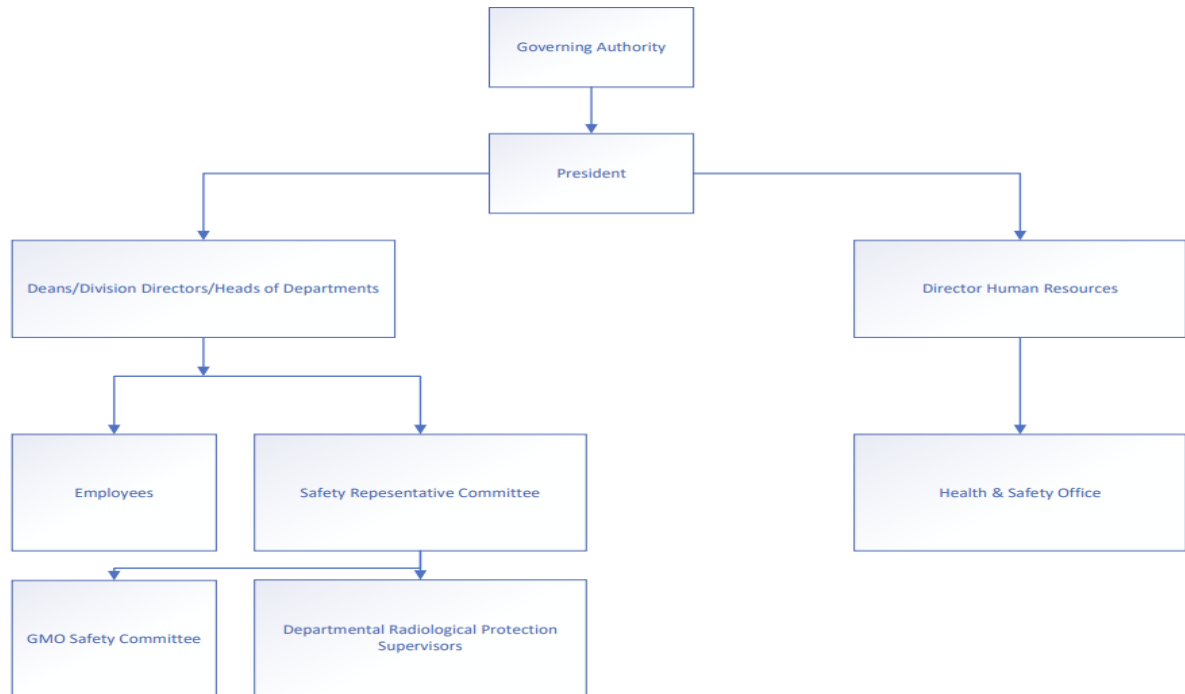 Governing Authority
President
Deans/Division Directors/Heads of Departments
Director Human Resources
Employees
Safety Repesentative Committee
Health & Safety Office
GMO Safety Committee
Departmental Radiological Protection
Supervisors